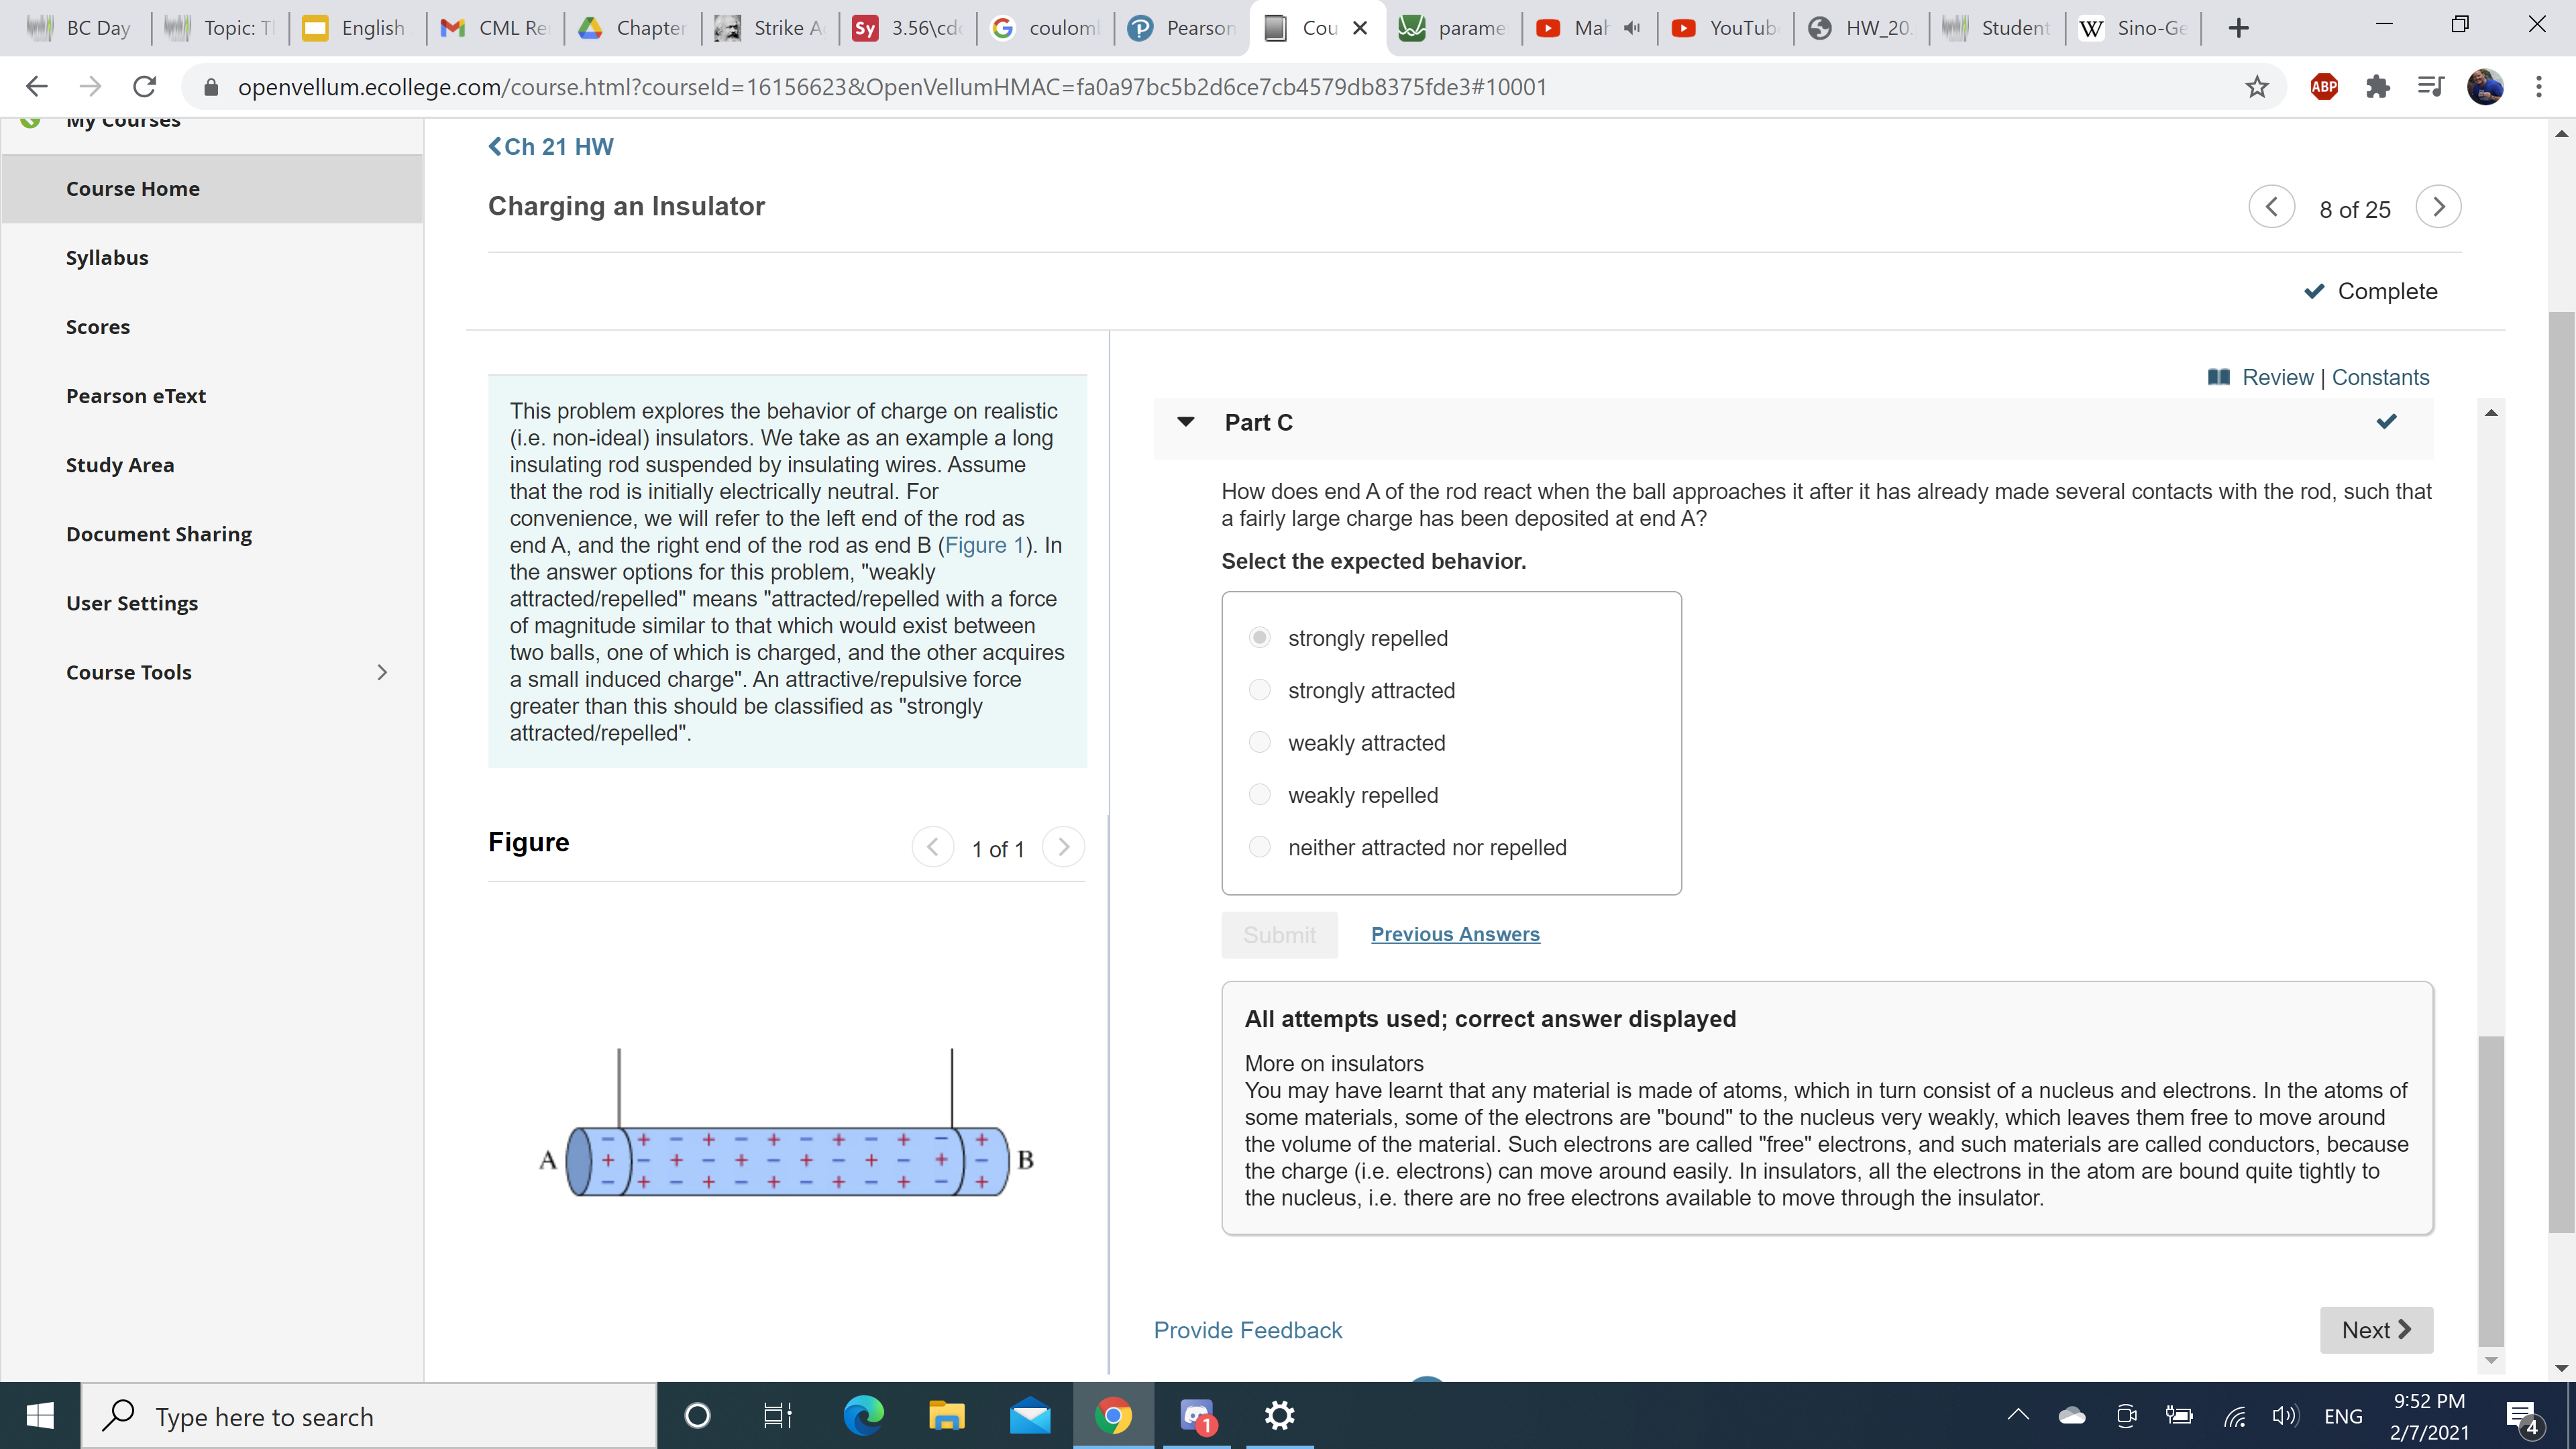 BC Day
Topic: T
English
CML Re
Chapter
Strike A
Sy 3.56\cd
G coulom
P Pearson
Cou
parame
Mah
YouTub
HW_20.
Student
W Sino-Ge
openvellum.ecollege.com/course.html?courseId=16156623&OpenVellumHMAC=fa0a97bc5b2d6ce7cb4579db8375fde3#10001
ABP
My Courses
Course Home
Syllabus
Scores
Pearson eText
Study Area
Document Sharing
User Settings
Course Tools
Ch 21 HW
Charging an Insulator
8 of 25
Complete
Review | Constants
This problem explores the behavior of charge on realistic
(i.e. non-ideal) insulators. We take as an example a long
insulating rod suspended by insulating wires. Assume
that the rod is initially electrically neutral. For
convenience, we will refer to the left end of the rod as
end A, and the right end of the rod as end B (Figure 1). In
the answer options for this problem, "weakly
attracted/repelled" means "attracted/repelled with a force
of magnitude similar to that which would exist between
two balls, one of which is charged, and the other acquires
a small induced charge". An attractive/repulsive force
greater than this should be classified as "strongly
attracted/repelled".
Figure
1 of 1
A
B
Part C
How does end A of the rod react when the ball approaches it after it has already made several contacts with the rod, such that
a fairly large charge has been deposited at end A?
Select the expected behavior.
strongly repelled
strongly attracted
weakly attracted
weakly repelled
neither attracted nor repelled
Submit
Previous Answers
All attempts used; correct answer displayed
More on insulators
You may have learnt that any material is made of atoms, which in turn consist of a nucleus and electrons. In the atoms of
some materials, some of the electrons are "bound" to the nucleus very weakly, which leaves them free to move around
the volume of the material. Such electrons are called "free" electrons, and such materials are called conductors, because
the charge (i.e. electrons) can move around easily. In insulators, all the electrons in the atom are bound quite tightly to
the nucleus, i.e. there are no free electrons available to move through the insulator.
Provide Feedback
Next
Type here to search
1
ENG
9:52 PM
2/7/2021
4